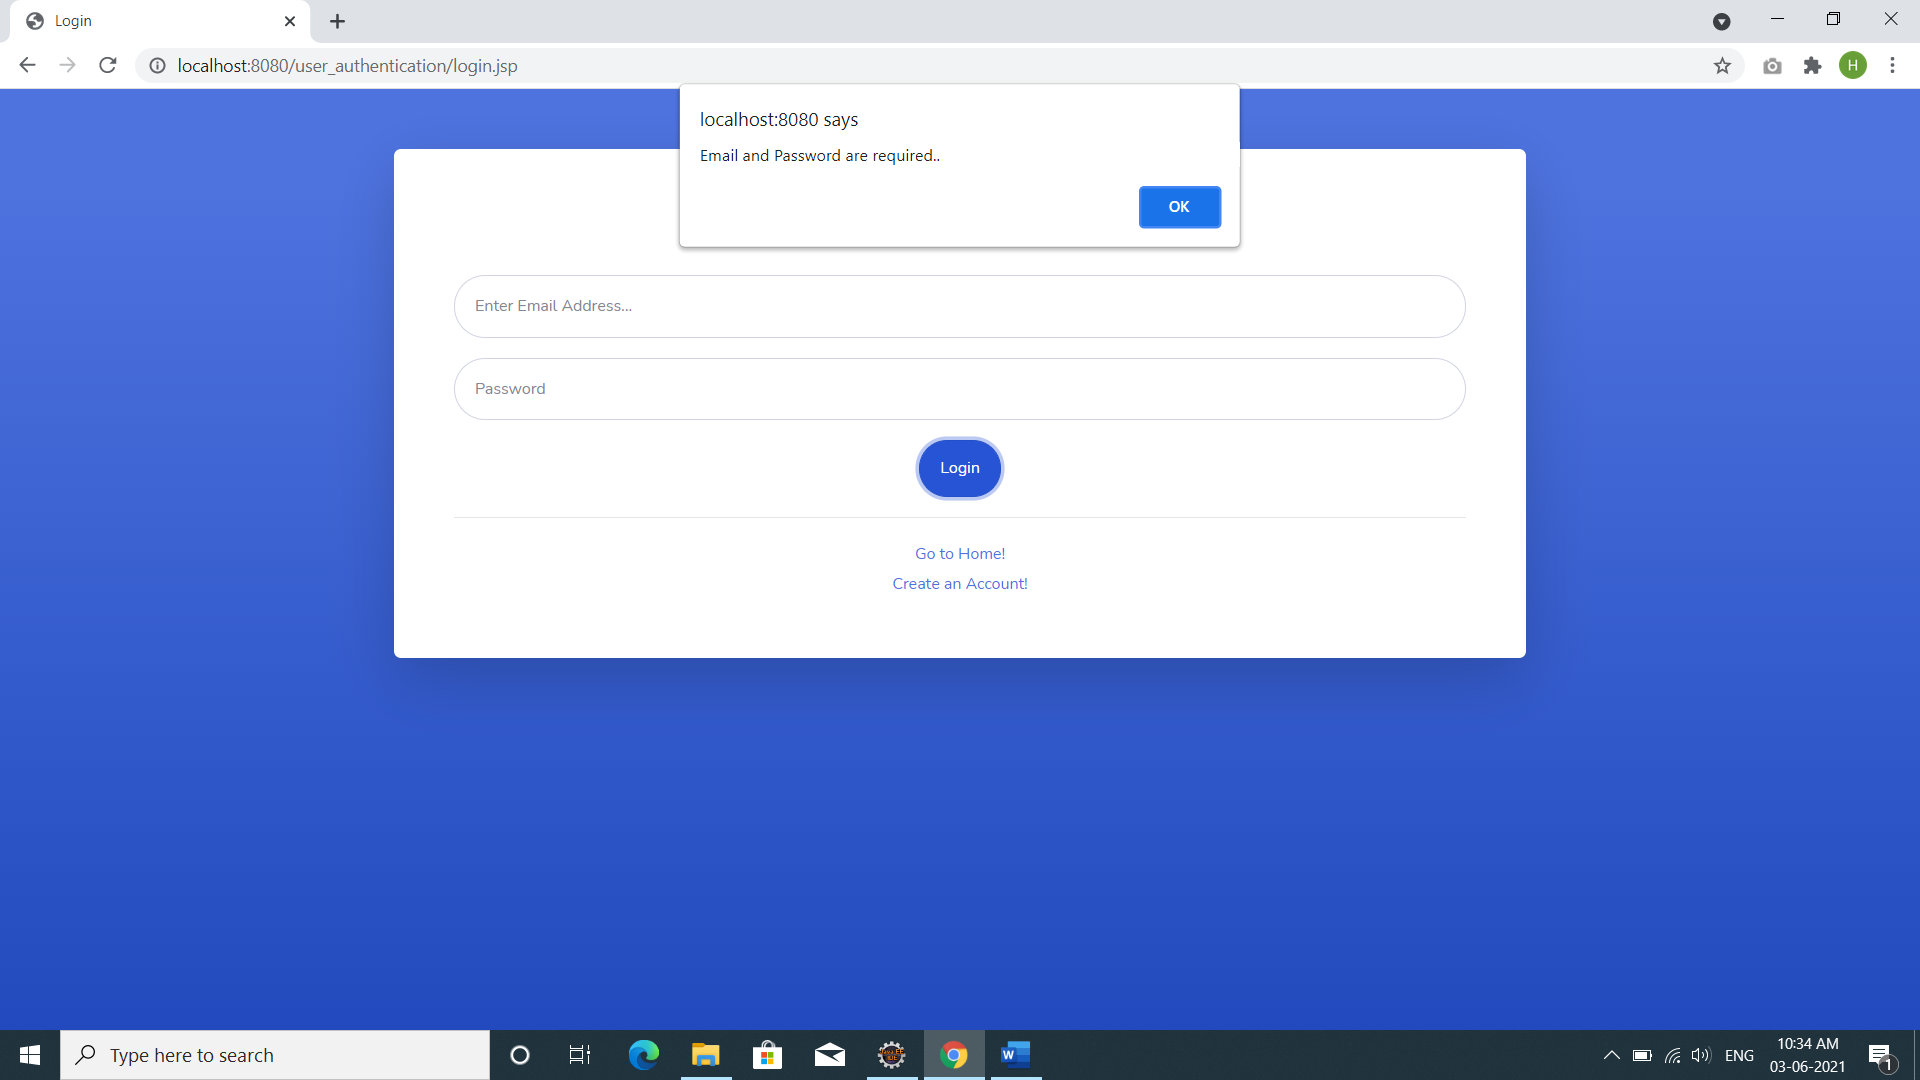 Login
localhost:8080/user_authentication/login.jsp
H
localhost:8080 says
Email and Password are required..
OK
Enter Email Address...
Password
Login
Go to Home!
Create an Account!
Type here to search
W
ENG
10:34 AM
03-06-2021
1